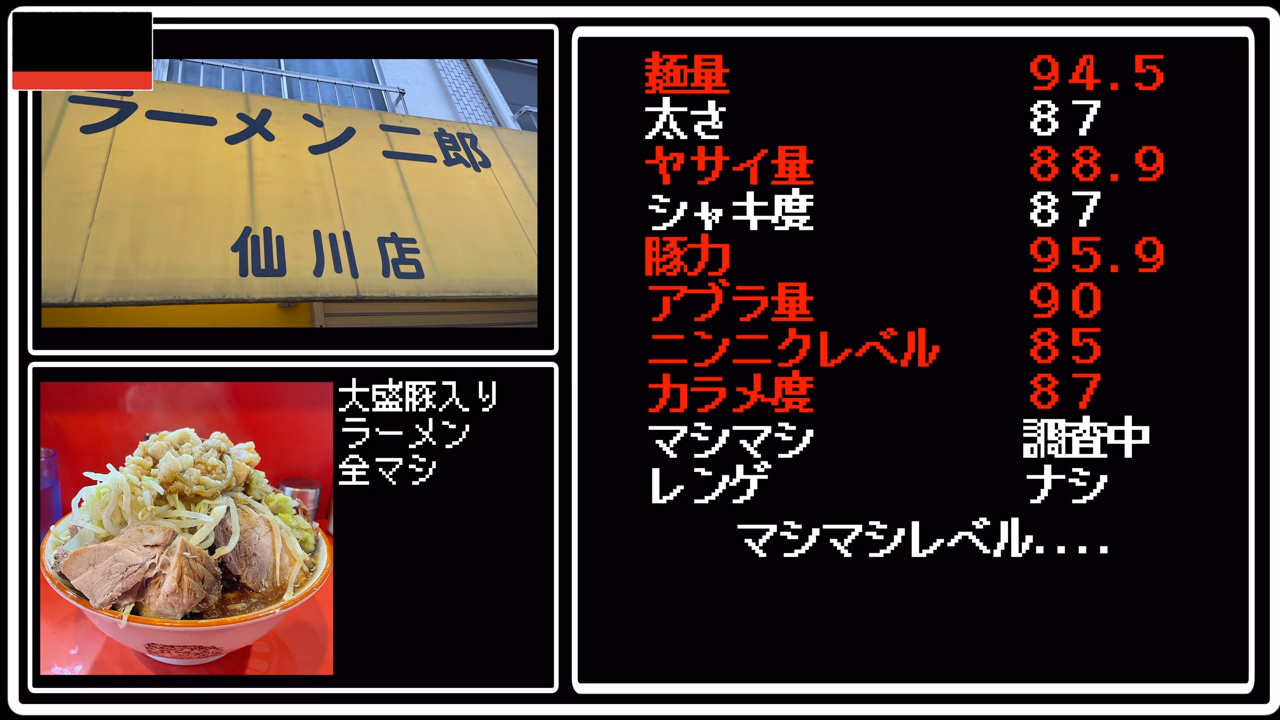 ラーメン二郎
仙川店
大盛豚入り
ラーメン
全マシ
麺量 94.5
太さ 87
ヤサイ量 88.9
シャキ度 87
豚力 95.9
アブラ量 90
ニンニクレベル 85
カラメ度 87
マシマシ 調査中
レンゲ ナシ
マシマシレベル....